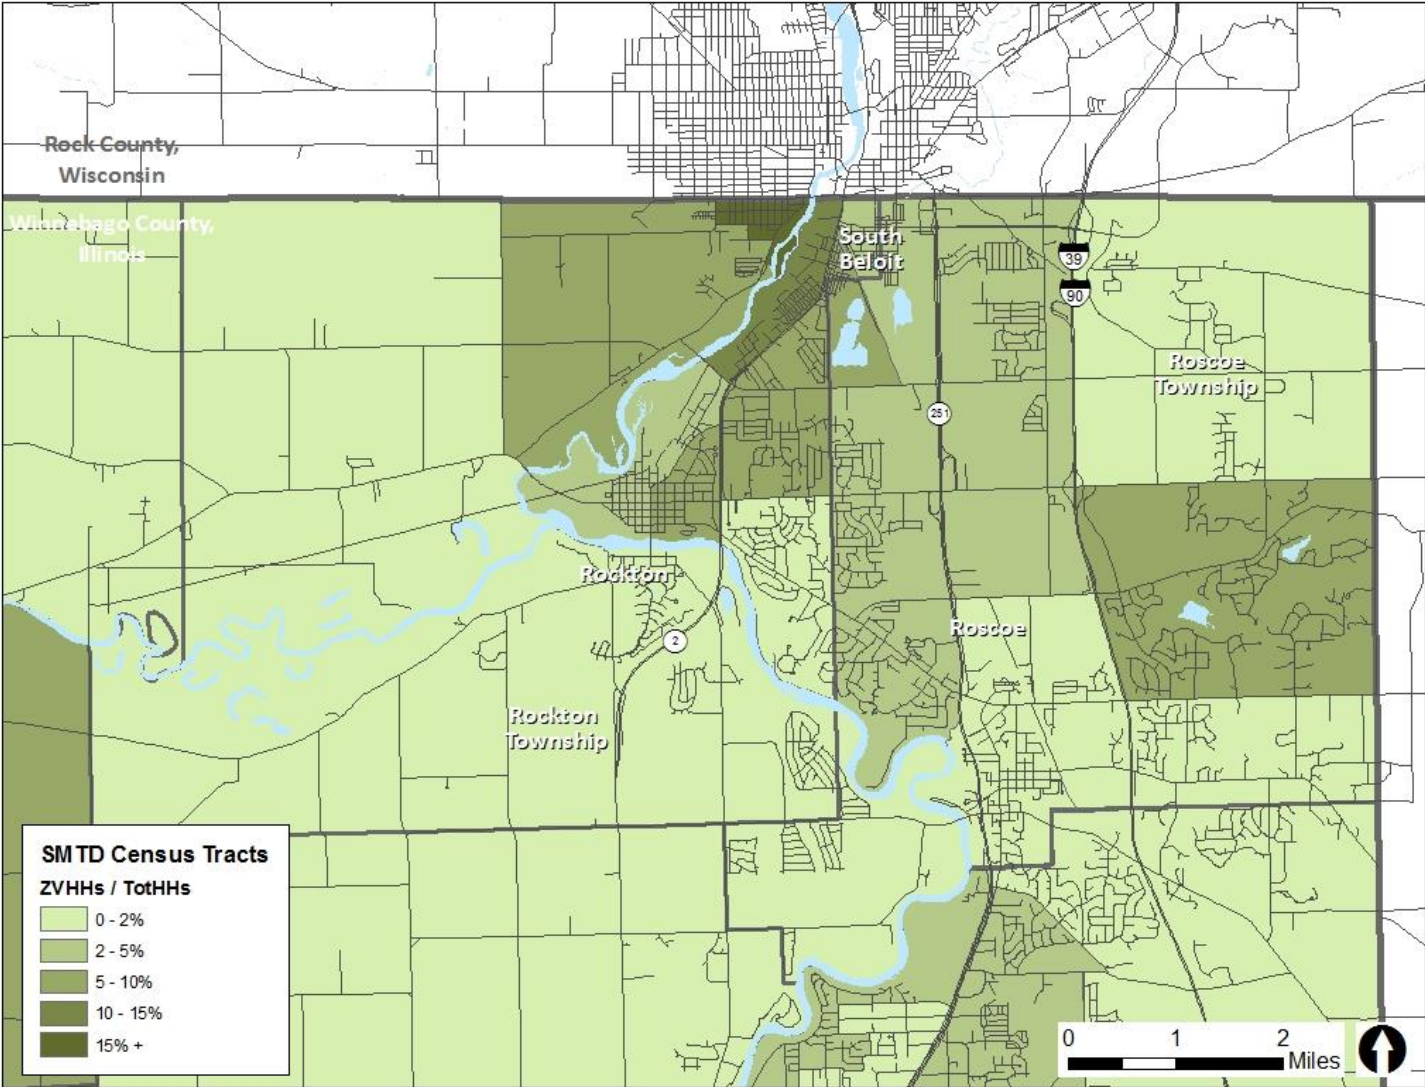 Rock County,
Wisconsin
Winnebago County,
Illinois
South
Beloit
39
90
Roscoe
Township
251
Rockton
Roscoe
2
Rockton
Township
SMTD Census Tracts
ZVHHs / TotHHs
0 - 2%
2 - 5%
5 - 10%
10 - 15%
15% +
0 1 2
Miles